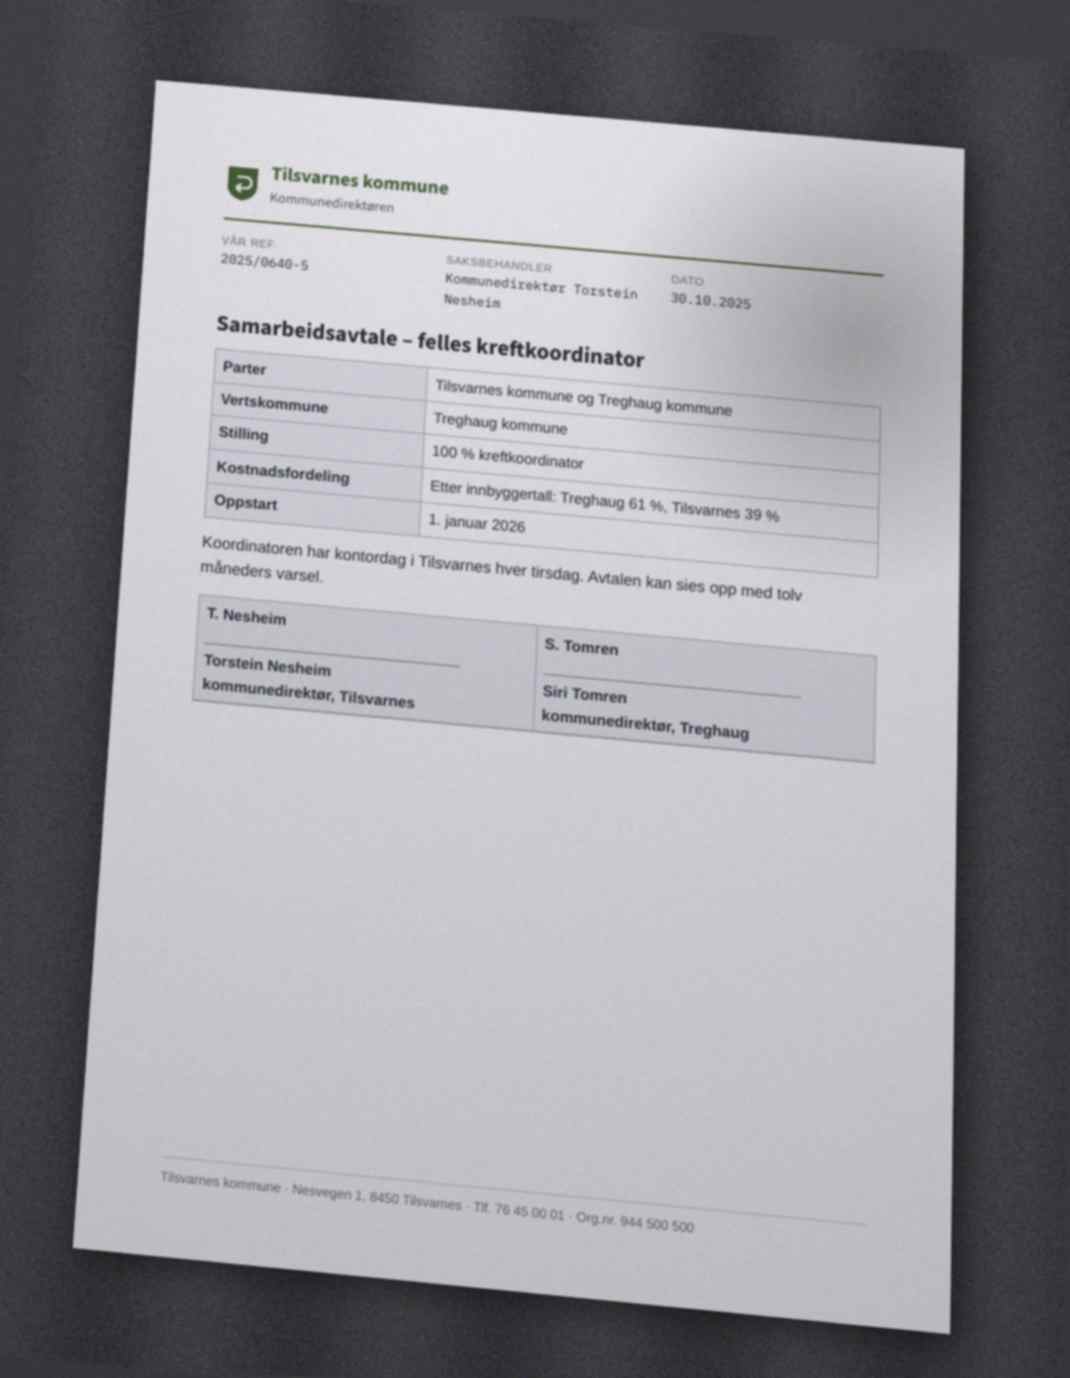 Tilsvarnes kommune
Kommunedirektøren
VÅR REF.
2025/0640-5
SAKSBEHANDLER
Kommunedirektør Torstein
Nesheim
DATO
30.10.2025
Samarbeidsavtale – felles kreftkoordinator
Parter Tilsvarnes kommune og Treghaug kommune
Vertskommune Treghaug kommune
Stilling 100 % kreftkoordinator
Kostnadsfordeling Etter innbyggertall: Treghaug 61 %, Tilsvarnes 39 %
Oppstart 1. januar 2026
Koordinatoren har kontordag i Tilsvarnes hver tirsdag. Avtalen kan sies opp med tolv
måneders varsel.
T. Nesheim
Torstein Nesheim
kommunedirektør, Tilsvarnes
S. Tomren
Siri Tomren
kommunedirektør, Treghaug
Tilsvarnes kommune · Nesvegen 1, 8450 Tilsvarnes · Tlf. 76 45 00 01 · Org.nr. 944 500 500